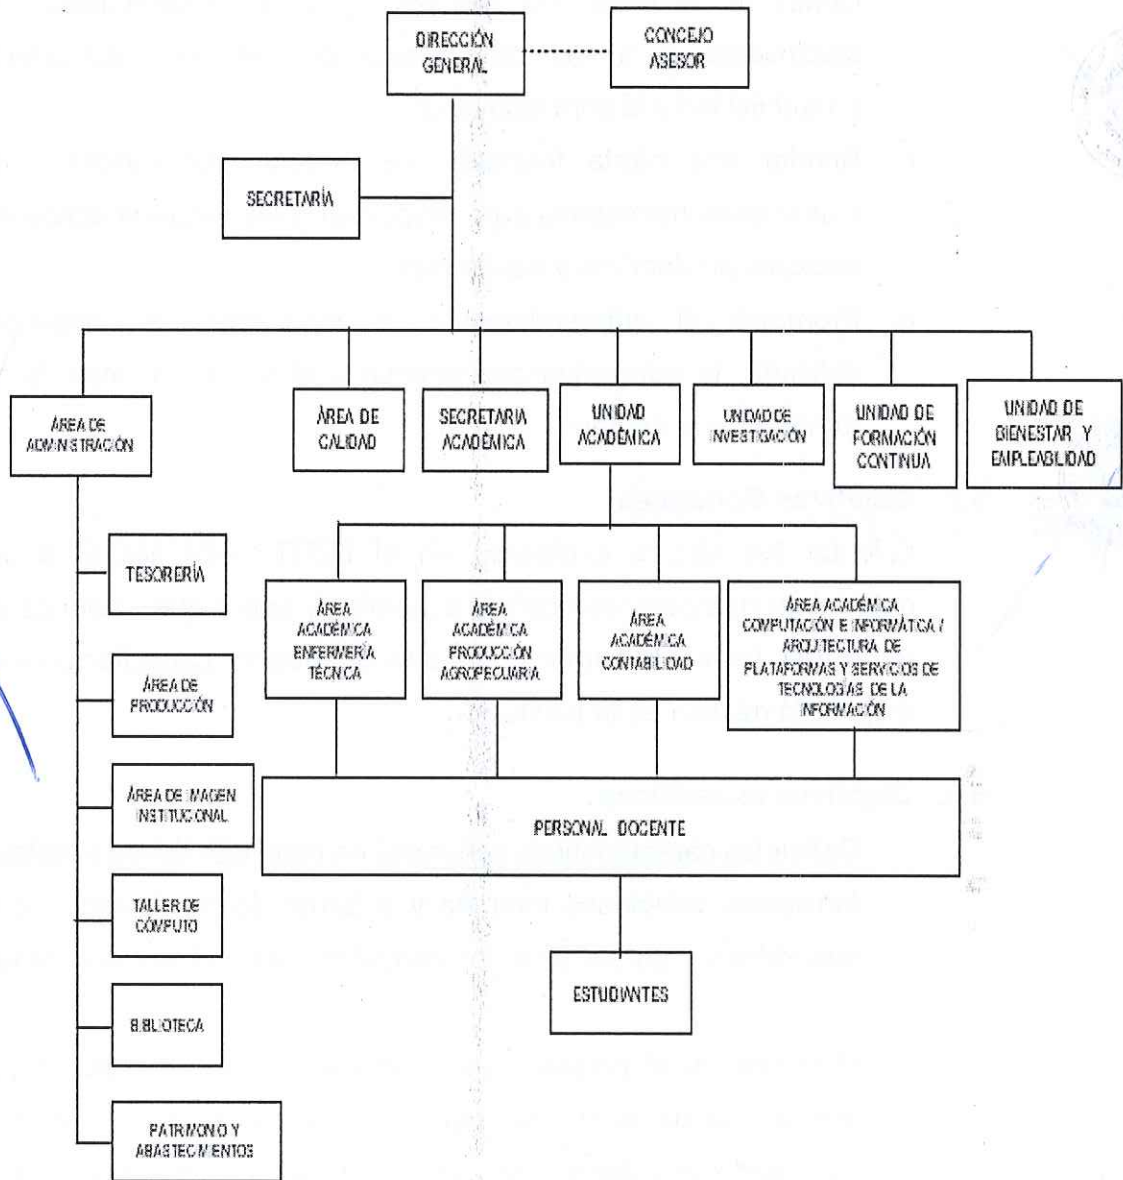 DIRECCIÓN
GENERAL
CONCEJO
ASESOR
SECRETARÍA
ÁREA DE
ADMINISTRACIÓN
ÁREA DE
CALIDAD
SECRETARIA
ACADÉMICA
UNIDAD
ACADÉMICA
UNIDAD DE
INVESTIGACIÓN
UNIDAD DE
FORMACIÓN
CONTINUA
UNIDAD DE
BIENESTAR Y
EMPLEABILIDAD
TESORERÍA
ÁREA DE
PRODUCCIÓN
ÁREA DE IMAGEN
INSTITUCIONAL
TALLER DE
CÓMPUTO
BIBLIOTECA
PATRIMONIO Y
ABASTECIMIENTOS
ÁREA
ACADÉMICA
ENFERMERÍA
TÉCNICA
ÁREA
ACADÉMICA
PRODUCCIÓN
AGROPECUARIA
ÁREA
ACADÉMICA
CONTABILIDAD
ÁREA ACADÉMICA
COMPUTACIÓN E INFORMÁTICA /
ARQUITECTURA DE
PLATAFORMAS Y SERVICIOS DE
TECNOLOGÍAS DE LA
INFORMACIÓN
PERSONAL DOCENTE
ESTUDIANTES